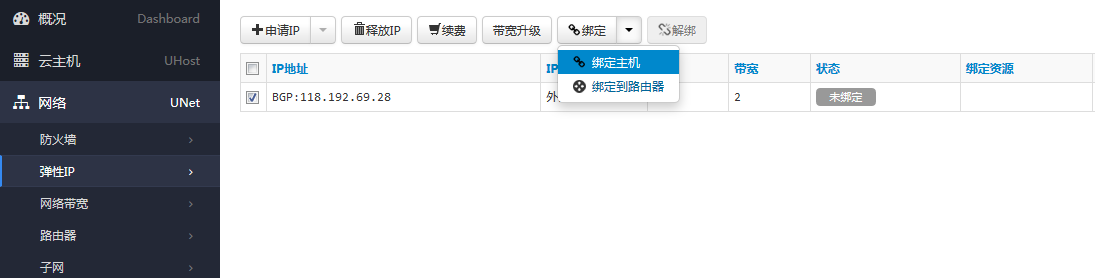 概况 Dashboard
云主机 UHost
网络 UNet
防火墙
弹性IP
网络带宽
路由器
子网
申请IP 释放IP 续费 带宽升级 绑定 解绑
绑定主机
绑定到路由器
IP地址 IP 带宽 状态 绑定资源
BGP:118.192.69.28 外 2 未绑定